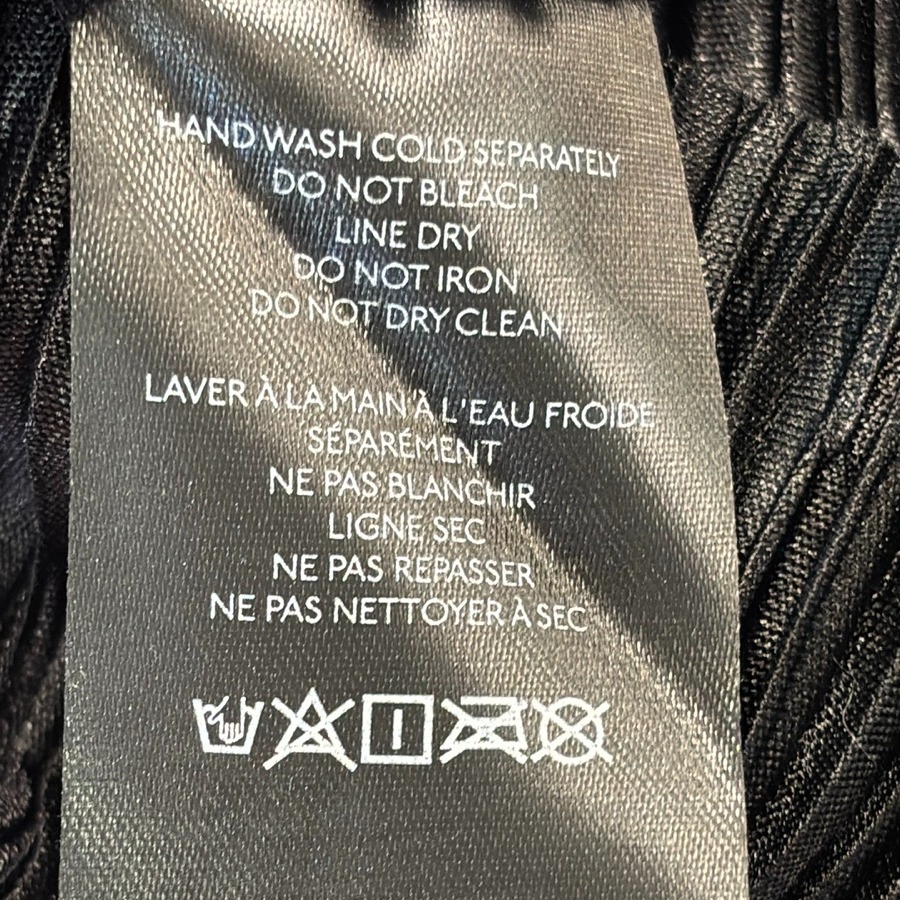 HAND WASH COLD SEPARATELY
DO NOT BLEACH
LINE DRY
DO NOT IRON
DO NOT DRY CLEAN
LAVER À LA MAIN À L'EAU FROIDE
SÉPARÉMENT
NE PAS BLANCHIR
LIGNE SEC
NE PAS REPASSER
NE PAS NETTOYER À SEC